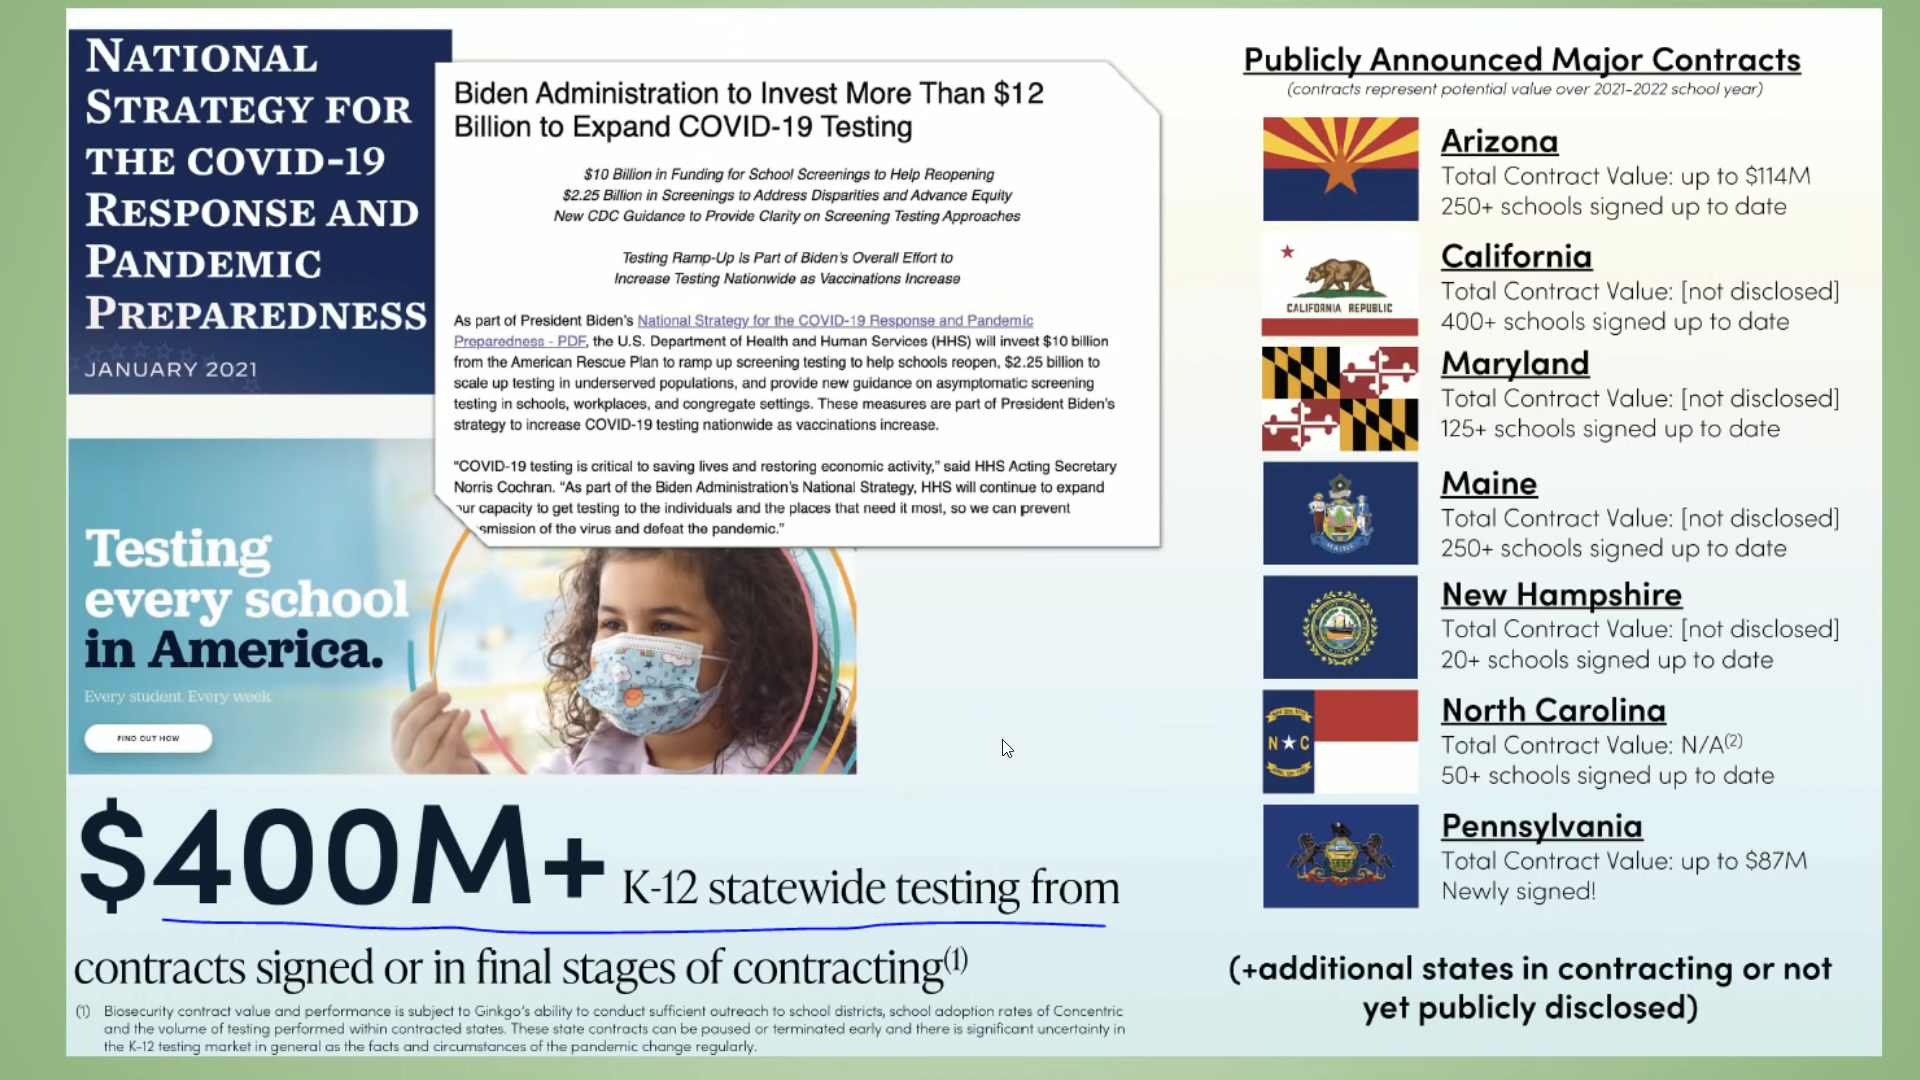 NATIONAL
STRATEGY FOR
THE COVID-19
RESPONSE AND
PANDEMIC
PREPAREDNESS
JANUARY 2021
Biden Administration to Invest More Than $12
Billion to Expand COVID-19 Testing
$10 Billion in Funding for School Screenings to Help Reopening
$2.25 Billion in Screenings to Address Disparities and Advance Equity
New CDC Guidance to Provide Clarity on Screening Testing Approaches
Testing Ramp-Up Is Part of Biden's Overall Effort to
Increase Testing Nationwide as Vaccinations Increase
As part of President Biden's National Strategy for the COVID-19 Response and Pandemic
Preparedness - PDF, the U.S. Department of Health and Human Services (HHS) will invest $10 billion
from the American Rescue Plan to ramp up screening testing to help schools reopen, $2.25 billion to
scale up testing in underserved populations, and provide new guidance on asymptomatic screening
testing in schools, workplaces, and congregate settings. These measures are part of President Biden's
strategy to increase COVID-19 testing nationwide as vaccinations increase.
"COVID-19 testing is critical to saving lives and restoring economic activity," said HHS Acting Secretary
Norris Cochran. "As part of the Biden Administration's National Strategy, HHS will continue to expand
our capacity to get testing to the individuals and the places that need it most, so we can prevent
smission of the virus and defeat the pandemic."
Testing
every school
in America.
Every student. Every week.
FIND OUT HOW
$400M+ K-12 statewide testing from
contracts signed or in final stages of contracting(1)
(1) Biosecurity contract value and performance is subject to Ginkgo's ability to conduct sufficient outreach to school districts, school adoption rates of Concentric
and the volume of testing performed within contracted states. These state contracts can be paused or terminated early and there is significant uncertainty in
the K-12 testing market in general as the facts and circumstances of the pandemic change regularly.
Publicly Announced Major Contracts
(contracts represent potential value over 2021-2022 school year)
Arizona
Total Contract Value: up to $114M
250+ schools signed up to date
CALIFORNIA REPUBLIC
California
Total Contract Value: [not disclosed]
400+ schools signed up to date
Maryland
Total Contract Value: [not disclosed]
125+ schools signed up to date
MAINE
Maine
Total Contract Value: [not disclosed]
250+ schools signed up to date
New Hampshire
Total Contract Value: [not disclosed]
20+ schools signed up to date
N C
North Carolina
Total Contract Value: N/A(2)
50+ schools signed up to date
Pennsylvania
Total Contract Value: up to $87M
Newly signed!
(+additional states in contracting or not
yet publicly disclosed)